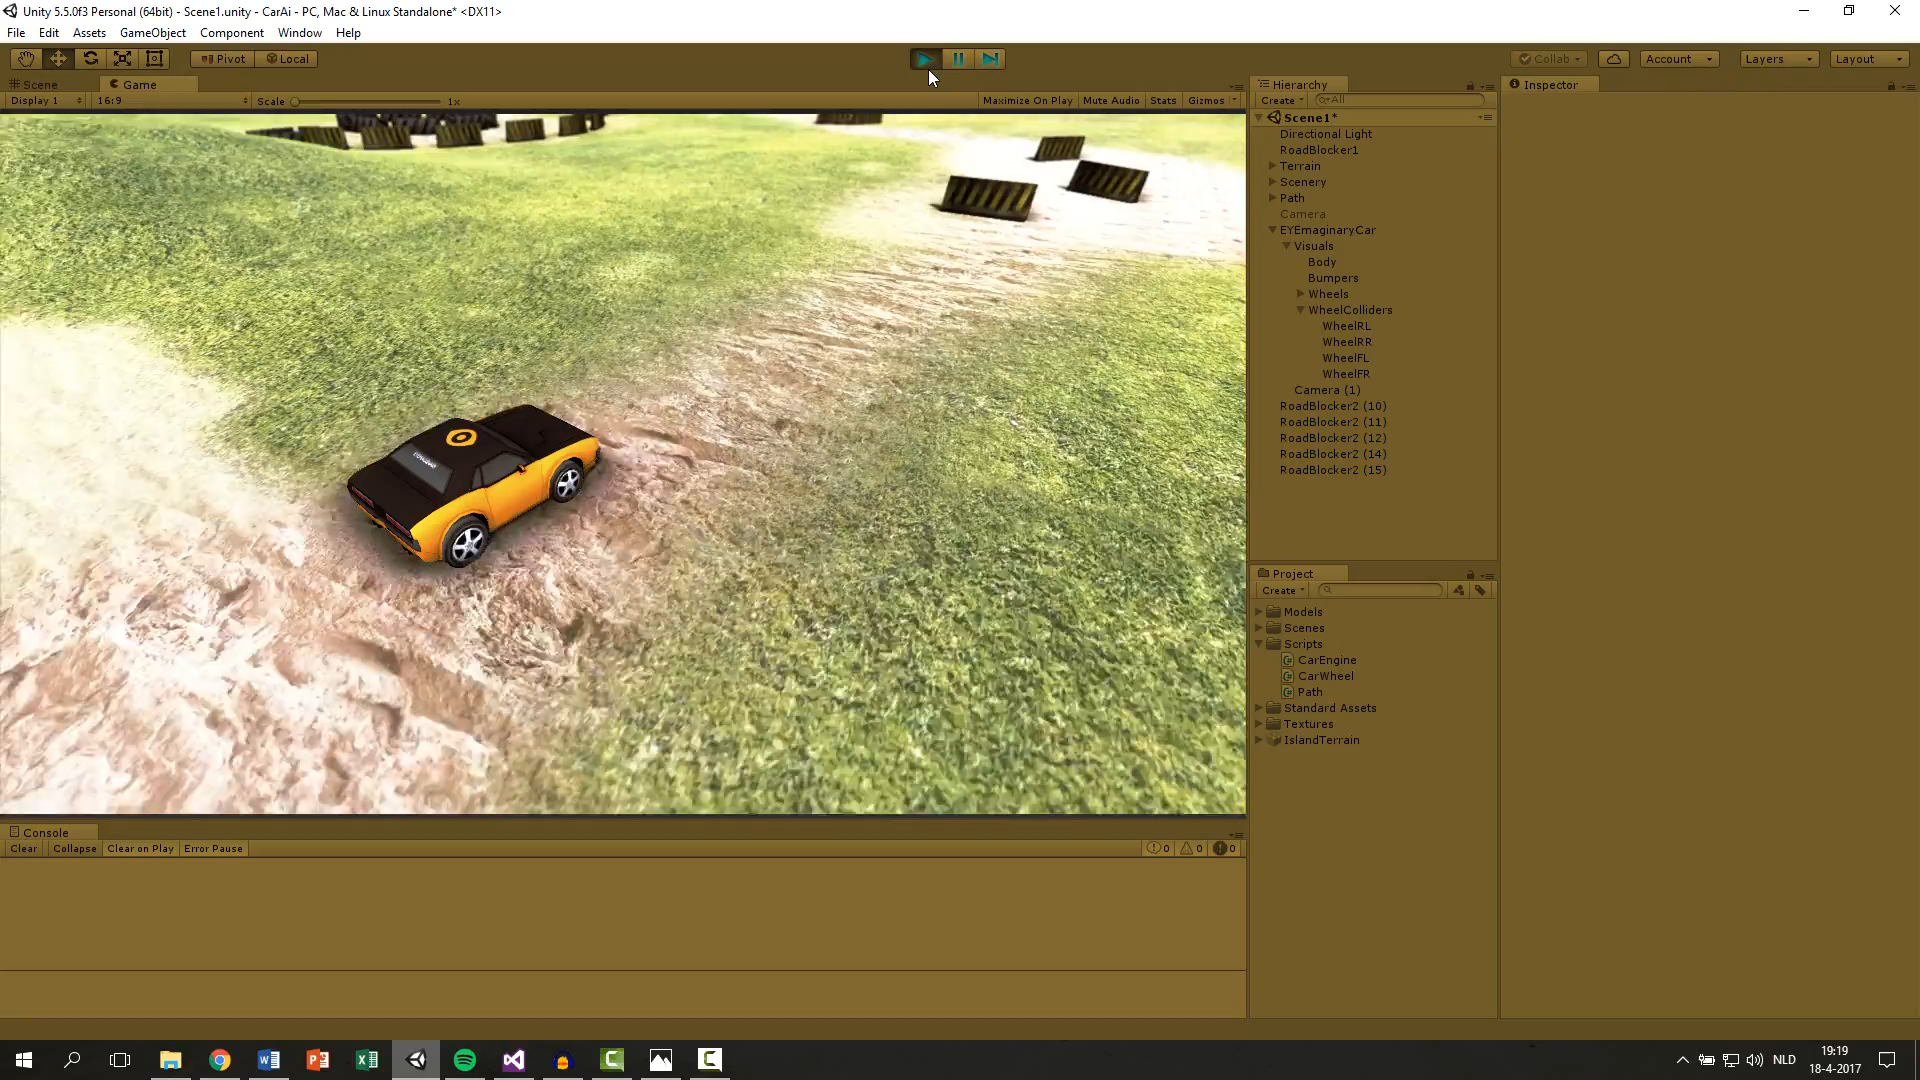 Unity 5.5.0f3 Personal (64bit) - Scene1.unity - CarAi - PC, Mac & Linux Standalone* <DX11>
File Edit Assets GameObject Component Window Help
Pivot Local Collab Account Layers Layout
Scene Game Hierarchy Inspector
Display 1 16:9 Scale 1x Maximize On Play Mute Audio Stats Gizmos Create All
Scene1*
Directional Light
RoadBlocker1
Terrain
Scenery
Path
Camera
EYEmaginaryCar
Visuals
Body
Bumpers
Wheels
WheelColliders
WheelRL
WheelRR
WheelFL
WheelFR
Camera (1)
RoadBlocker2 (10)
RoadBlocker2 (11)
RoadBlocker2 (12)
RoadBlocker2 (14)
RoadBlocker2 (15)
Project
Create
Models
Scenes
Scripts
CarEngine
CarWheel
Path
Standard Assets
Textures
IslandTerrain
Console
Clear Collapse Clear on Play Error Pause 0 0 0
NLD
19:19
18-4-2017